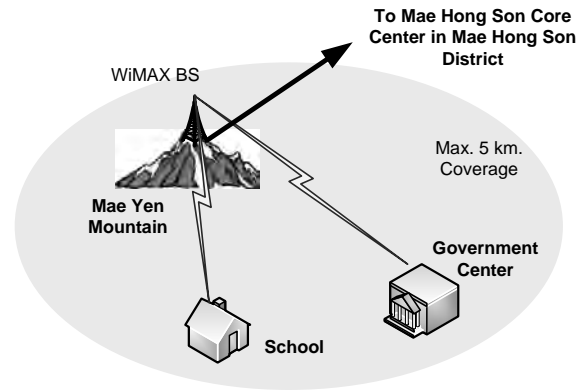 To Mae Hong Son Core
Center in Mae Hong Son
District
WiMAX BS
Max. 5 km.
Coverage
Mae Yen
Mountain
Government
Center
School